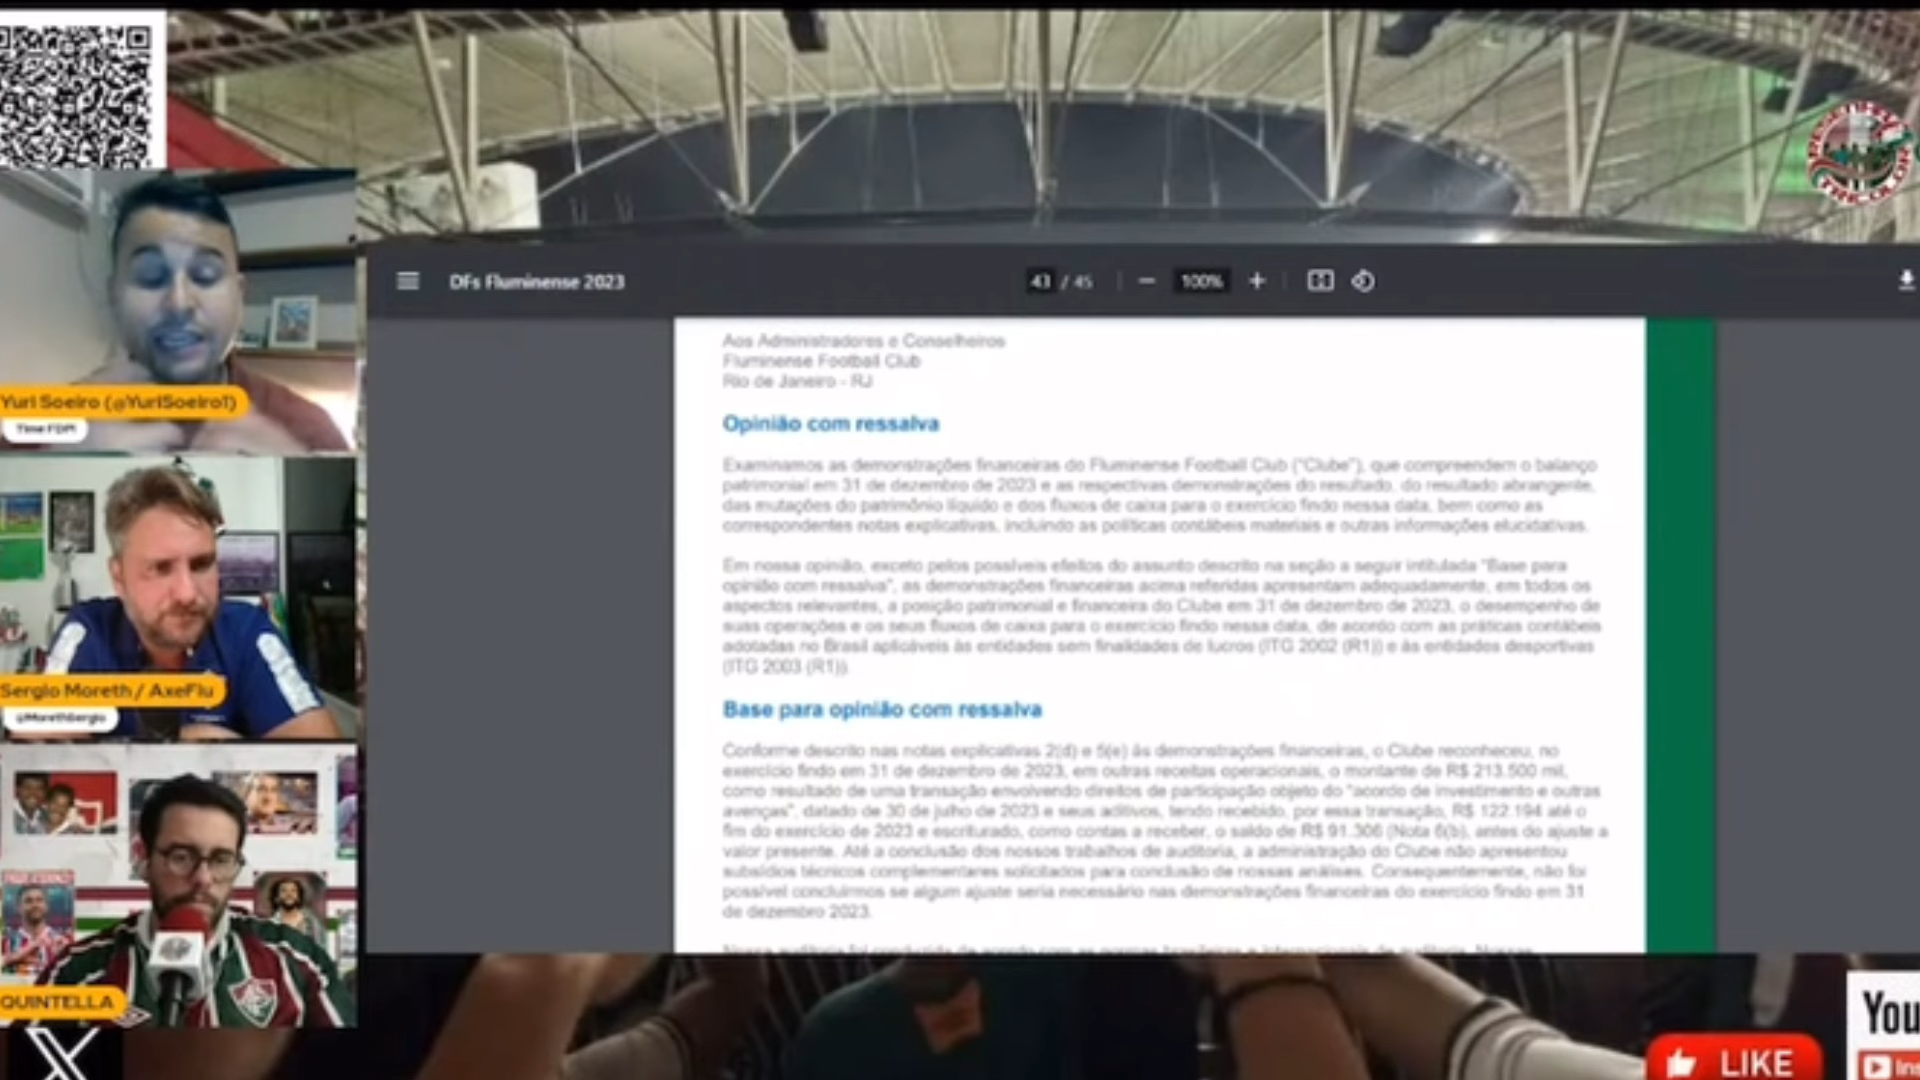 DFs Fluminense 2023
43 / 45
100%
Aos Administradores e Conselheiros
Fluminense Football Club
Rio de Janeiro - RJ
Opinião com ressalva
Examinamos as demonstrações financeiras do Fluminense Football Club ("Clube"), que compreendem o balanço
patrimonial em 31 de dezembro de 2023 e as respectivas demonstrações do resultado, do resultado abrangente,
das mutações do patrimônio líquido e dos fluxos de caixa para o exercício findo nessa data, bem como as
correspondentes notas explicativas, incluindo as políticas contábeis materiais e outras informações elucidativas.
Em nossa opinião, exceto pelos possíveis efeitos do assunto descrito na seção a seguir intitulada "Base para
opinião com ressalva", as demonstrações financeiras acima referidas apresentam adequadamente, em todos os
aspectos relevantes, a posição patrimonial e financeira do Clube em 31 de dezembro de 2023, o desempenho de
suas operações e os seus fluxos de caixa para o exercício findo nessa data, de acordo com as práticas contábeis
adotadas no Brasil aplicáveis às entidades sem finalidades de lucros (ITG 2002 (R1)) e às entidades desportivas
(ITG 2003 (R1)).
Base para opinião com ressalva
Conforme descrito nas notas explicativas 2(d) e 5(e) às demonstrações financeiras, o Clube reconheceu, no
exercício findo em 31 de dezembro de 2023, em outras receitas operacionais, o montante de R$ 213.500 mil,
como resultado de uma transação envolvendo direitos de participação objeto do "acordo de investimento e outras
avenças", datado de 30 de julho de 2023 e seus aditivos, tendo recebido, por essa transação, R$ 122.194 até o
fim do exercício de 2023 e escriturado, como contas a receber, o saldo de R$ 91.306 (Nota 6(b), antes do ajuste a
valor presente. Até a conclusão dos nossos trabalhos de auditoria, a administração do Clube não apresentou
subsídios técnicos complementares solicitados para conclusão de nossas análises. Consequentemente, não foi
possível concluirmos se algum ajuste seria necessário nas demonstrações financeiras do exercício findo em 31
de dezembro 2023.
Yuri Soeiro (@YuriSoeiro1)
Time FDM
Sergio Moreth / AxeFlu
@MorethSergio
QUINTELLA
TRICOLOR
LIKE
You